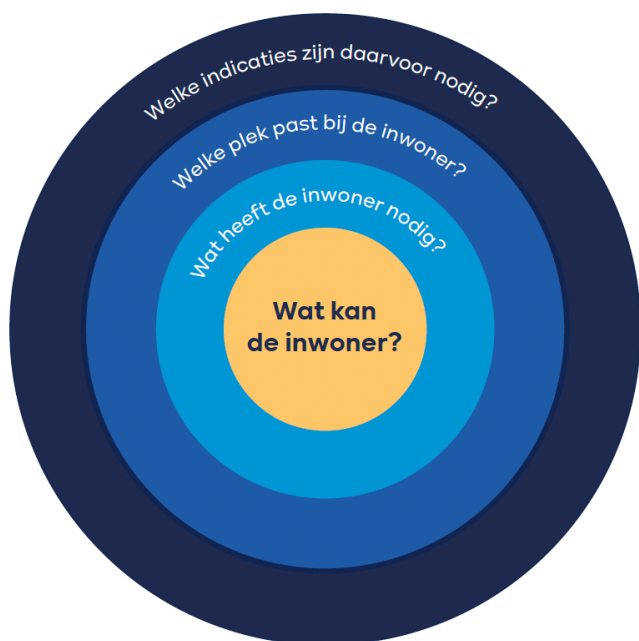 Welke indicaties zijn daarvoor nodig?
Welke plek past bij de inwoner?
Wat heeft de inwoner nodig?
Wat kan
de inwoner?